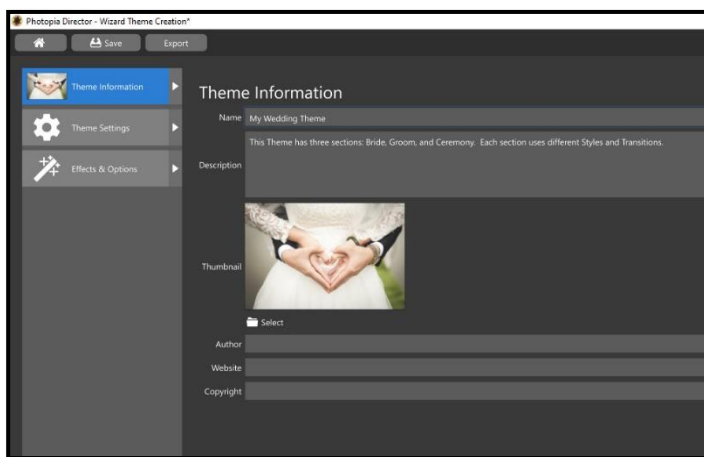 Photopia Director - Wizard Theme Creation*
Save
Export
Theme Information
Theme Settings
Effects & Options
Theme Information
Name
My Wedding Theme
Description
This Theme has three sections: Bride, Groom, and Ceremony. Each section uses different Styles and Transitions.
Thumbnail
Select
Author
Website
Copyright